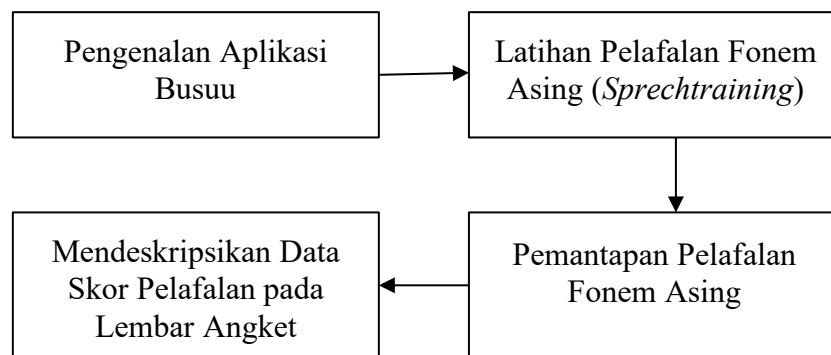 Pengenalan Aplikasi
Busuu
Latihan Pelafalan Fonem
Asing (Sprechtraining)
Pemantapan Pelafalan
Fonem Asing
Mendeskripsikan Data
Skor Pelafalan pada
Lembar Angket